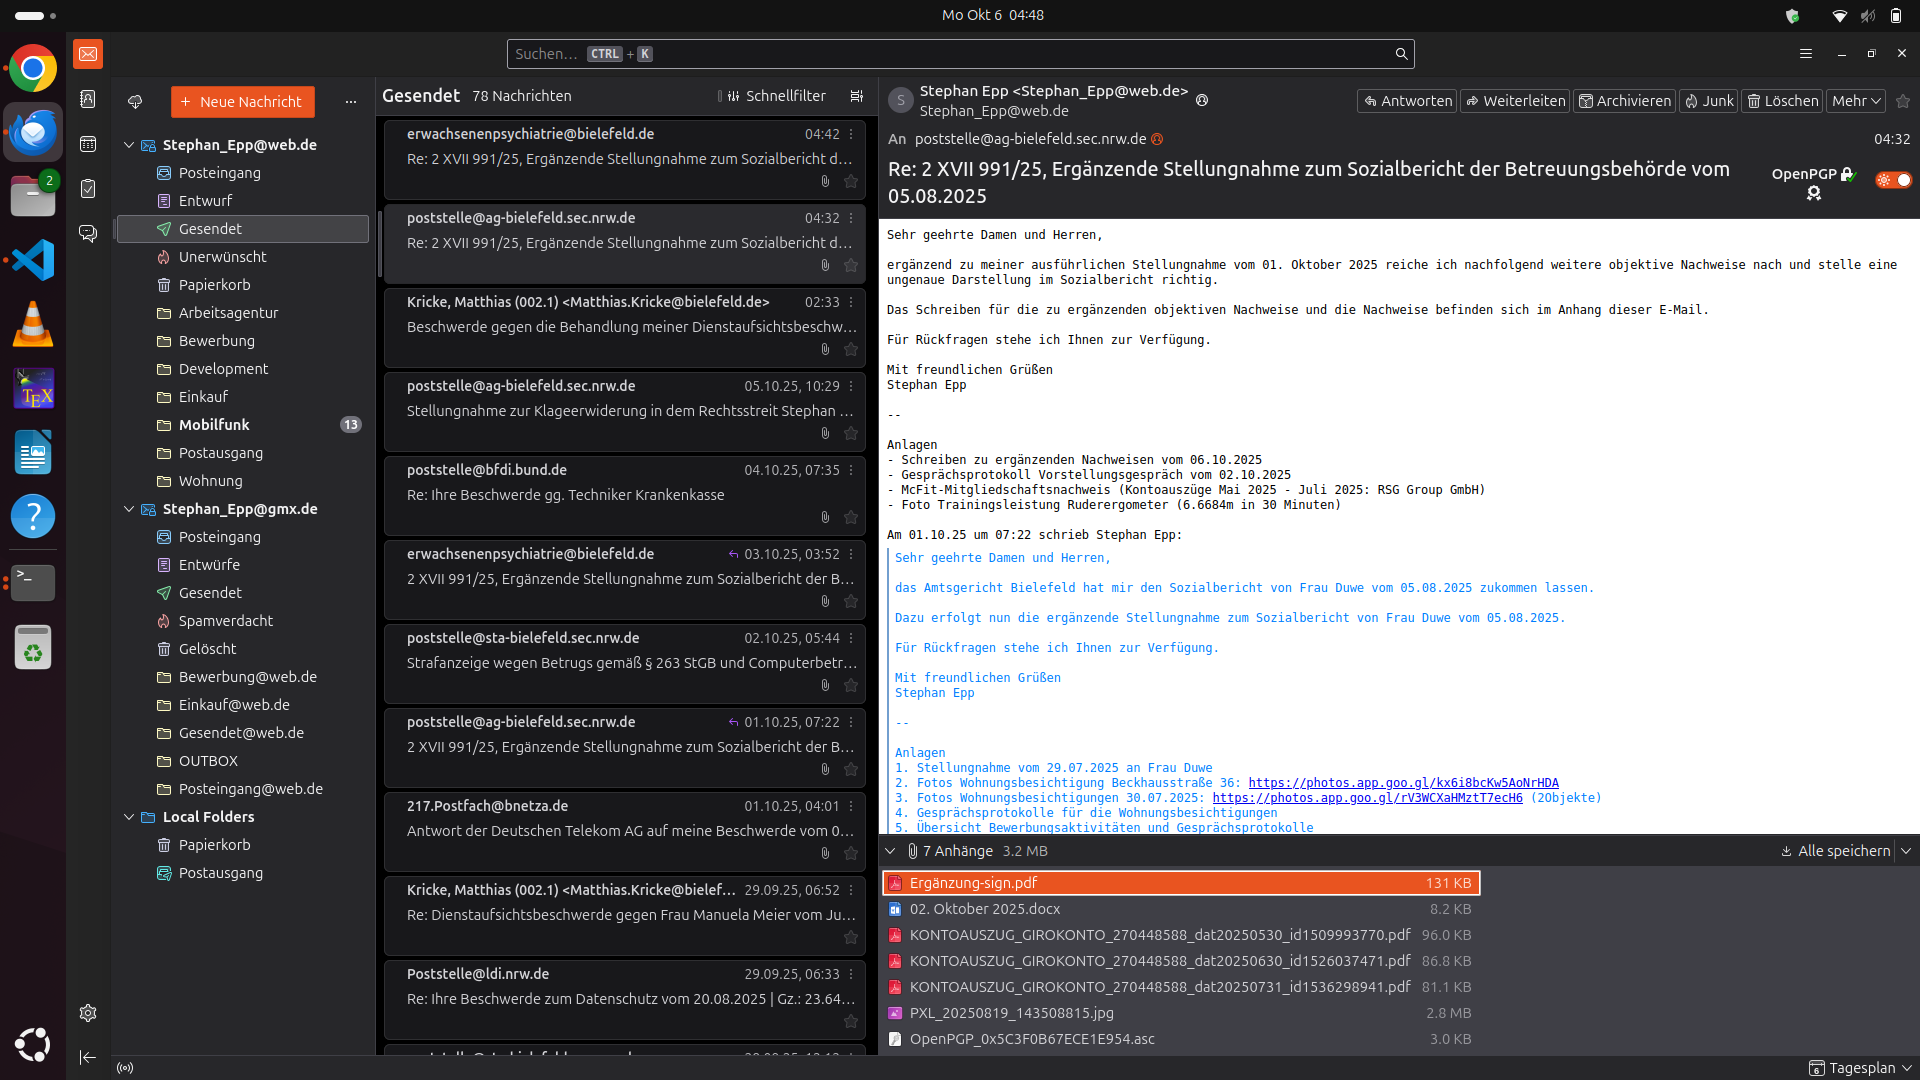 Mo Okt 6 04:48
Suchen… CTRL + K
Neue Nachricht
Stephan_Epp@web.de
Posteingang
Entwurf
Gesendet
Unerwünscht
Papierkorb
Arbeitsagentur
Bewerbung
Development
Einkauf
Mobilfunk 13
Postausgang
Wohnung
Stephan_Epp@gmx.de
Posteingang
Entwürfe
Gesendet
Spamverdacht
Gelöscht
Bewerbung@web.de
Einkauf@web.de
Gesendet@web.de
OUTBOX
Posteingang@web.de
Local Folders
Papierkorb
Postausgang
2
TEX
Gesendet 78 Nachrichten Schnellfilter
erwachsenenpsychiatrie@bielefeld.de 04:42
Re: 2 XVII 991/25, Ergänzende Stellungnahme zum Sozialbericht d…
poststelle@ag-bielefeld.sec.nrw.de 04:32
Re: 2 XVII 991/25, Ergänzende Stellungnahme zum Sozialbericht d…
Kricke, Matthias (002.1) <Matthias.Kricke@bielefeld.de> 02:33
Beschwerde gegen die Behandlung meiner Dienstaufsichtsbeschw…
poststelle@ag-bielefeld.sec.nrw.de 05.10.25, 10:29
Stellungnahme zur Klageerwiderung in dem Rechtsstreit Stephan …
poststelle@bfdi.bund.de 04.10.25, 07:35
Re: Ihre Beschwerde gg. Techniker Krankenkasse
erwachsenenpsychiatrie@bielefeld.de 03.10.25, 03:52
2 XVII 991/25, Ergänzende Stellungnahme zum Sozialbericht der B…
poststelle@sta-bielefeld.sec.nrw.de 02.10.25, 05:44
Strafanzeige wegen Betrugs gemäß § 263 StGB und Computerbetr…
poststelle@ag-bielefeld.sec.nrw.de 01.10.25, 07:22
2 XVII 991/25, Ergänzende Stellungnahme zum Sozialbericht der B…
217.Postfach@bnetza.de 01.10.25, 04:01
Antwort der Deutschen Telekom AG auf meine Beschwerde vom 0…
Kricke, Matthias (002.1) <Matthias.Kricke@bielef… 29.09.25, 06:52
Re: Dienstaufsichtsbeschwerde gegen Frau Manuela Meier vom Ju…
Poststelle@ldi.nrw.de 29.09.25, 06:33
Re: Ihre Beschwerde zum Datenschutz vom 20.08.2025 | Gz.: 23.64…
S
Stephan Epp <Stephan_Epp@web.de>
Stephan_Epp@web.de
Antworten Weiterleiten Archivieren Junk Löschen Mehr
An poststelle@ag-bielefeld.sec.nrw.de 04:32
Re: 2 XVII 991/25, Ergänzende Stellungnahme zum Sozialbericht der Betreuungsbehörde vom
05.08.2025
OpenPGP
Sehr geehrte Damen und Herren,
ergänzend zu meiner ausführlichen Stellungnahme vom 01. Oktober 2025 reiche ich nachfolgend weitere objektive Nachweise nach und stelle eine
ungenaue Darstellung im Sozialbericht richtig.
Das Schreiben für die zu ergänzenden objektiven Nachweise und die Nachweise befinden sich im Anhang dieser E-Mail.
Für Rückfragen stehe ich Ihnen zur Verfügung.
Mit freundlichen Grüßen
Stephan Epp
--
Anlagen
- Schreiben zu ergänzenden Nachweisen vom 06.10.2025
- Gesprächsprotokoll Vorstellungsgespräch vom 02.10.2025
- McFit-Mitgliedschaftsnachweis (Kontoauszüge Mai 2025 - Juli 2025: RSG Group GmbH)
- Foto Trainingsleistung Ruderergometer (6.6684m in 30 Minuten)
Am 01.10.25 um 07:22 schrieb Stephan Epp:
Sehr geehrte Damen und Herren,
das Amtsgericht Bielefeld hat mir den Sozialbericht von Frau Duwe vom 05.08.2025 zukommen lassen.
Dazu erfolgt nun die ergänzende Stellungnahme zum Sozialbericht von Frau Duwe vom 05.08.2025.
Für Rückfragen stehe ich Ihnen zur Verfügung.
Mit freundlichen Grüßen
Stephan Epp
--
Anlagen
1. Stellungnahme vom 29.07.2025 an Frau Duwe
2. Fotos Wohnungsbesichtigung Beckhausstraße 36: https://photos.app.goo.gl/kx6i8bcKw5AoNrHDA
3. Fotos Wohnungsbesichtigungen 30.07.2025: https://photos.app.goo.gl/rV3WCXaHMztT7ecH6 (2Objekte)
4. Gesprächsprotokolle für die Wohnungsbesichtigungen
5. Übersicht Bewerbungsaktivitäten und Gesprächsprotokolle
7 Anhänge 3.2 MB Alle speichern
Ergänzung-sign.pdf 131 KB
02. Oktober 2025.docx 8.2 KB
KONTOAUSZUG_GIROKONTO_270448588_dat20250530_id1509993770.pdf 96.0 KB
KONTOAUSZUG_GIROKONTO_270448588_dat20250630_id1526037471.pdf 86.8 KB
KONTOAUSZUG_GIROKONTO_270448588_dat20250731_id1536298941.pdf 81.1 KB
PXL_20250819_143508815.jpg 2.8 MB
OpenPGP_0x5C3F0B67ECE1E954.asc 3.0 KB
6 Tagesplan